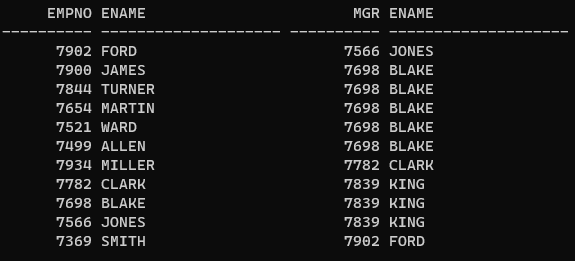 EMPNO ENAME MGR ENAME
---------- -------------------- ---------- --------------------
7902 FORD 7566 JONES
7900 JAMES 7698 BLAKE
7844 TURNER 7698 BLAKE
7654 MARTIN 7698 BLAKE
7521 WARD 7698 BLAKE
7499 ALLEN 7698 BLAKE
7934 MILLER 7782 CLARK
7782 CLARK 7839 KING
7698 BLAKE 7839 KING
7566 JONES 7839 KING
7369 SMITH 7902 FORD